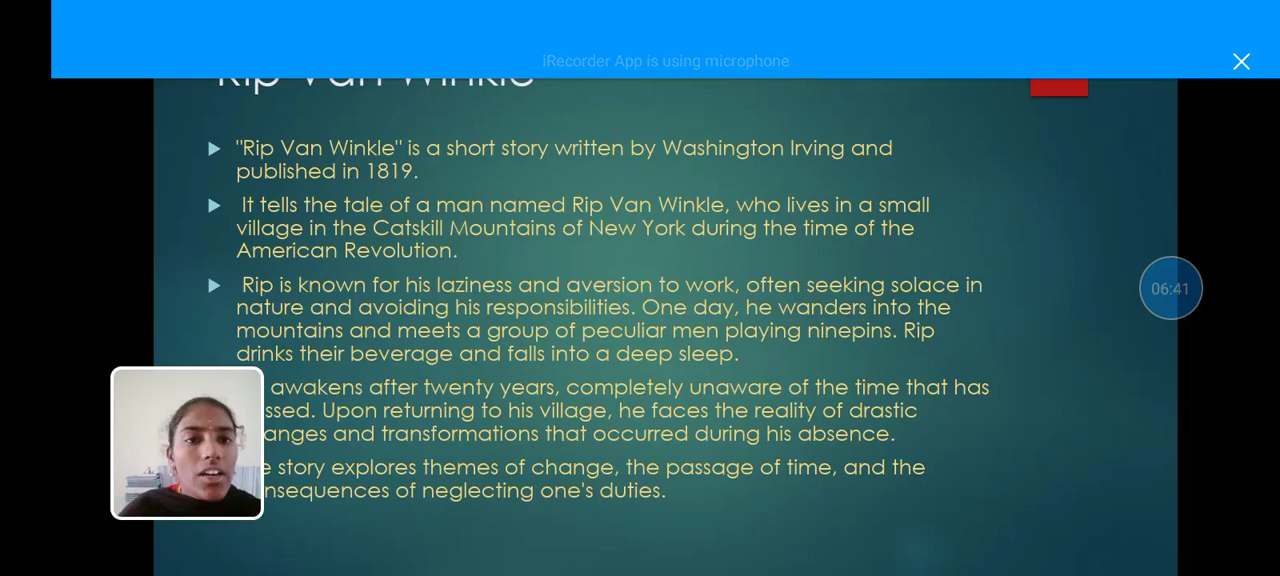 iRecorder App is using microphone
Rip Van Winkle
"Rip Van Winkle" is a short story written by Washington Irving and
published in 1819.
It tells the tale of a man named Rip Van Winkle, who lives in a small
village in the Catskill Mountains of New York during the time of the
American Revolution.
Rip is known for his laziness and aversion to work, often seeking solace in
nature and avoiding his responsibilities. One day, he wanders into the
mountains and meets a group of peculiar men playing ninepins. Rip
drinks their beverage and falls into a deep sleep.
awakens after twenty years, completely unaware of the time that has
ssed. Upon returning to his village, he faces the reality of drastic
anges and transformations that occurred during his absence.
e story explores themes of change, the passage of time, and the
nsequences of neglecting one's duties.
06:41